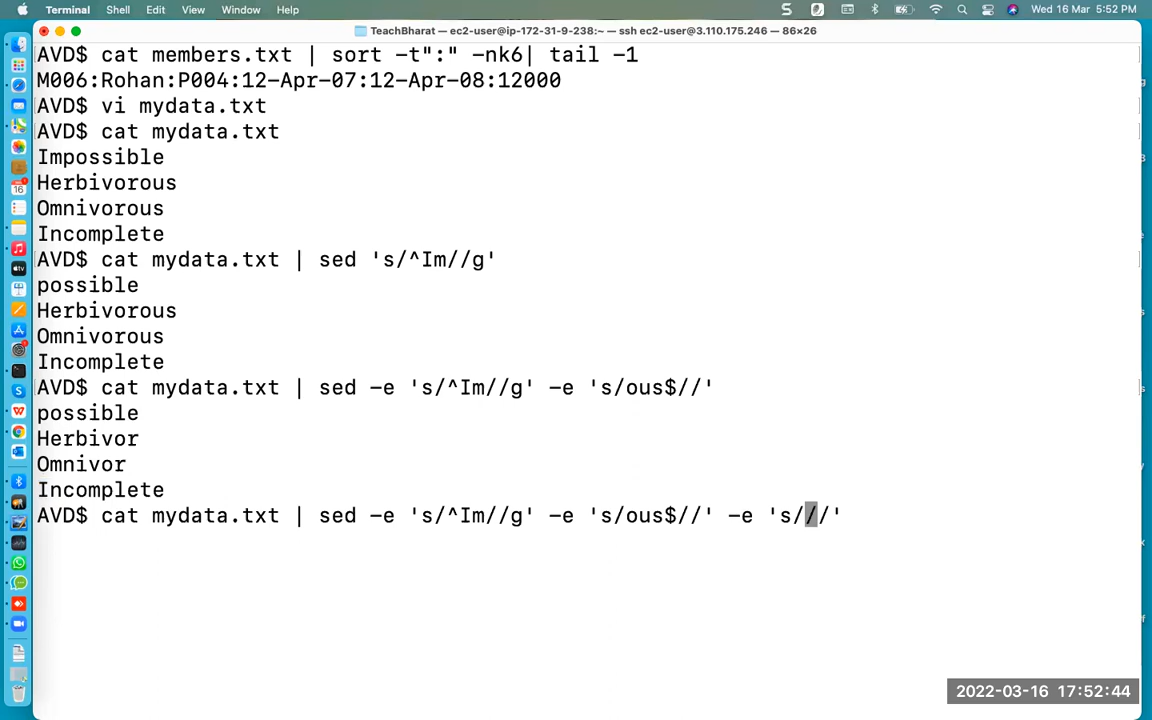 Terminal Shell Edit View Window Help Wed 16 Mar 5:52 PM
TeachBharat — ec2-user@ip-172-31-9-238:~ — ssh ec2-user@3.110.175.246 — 86×26
AVD$ cat members.txt | sort -t":" -nk6| tail -1
M006:Rohan:P004:12-Apr-07:12-Apr-08:12000
AVD$ vi mydata.txt
AVD$ cat mydata.txt
Impossible
Herbivorous
Omnivorous
Incomplete
AVD$ cat mydata.txt | sed 's/^Im//g'
possible
Herbivorous
Omnivorous
Incomplete
AVD$ cat mydata.txt | sed -e 's/^Im//g' -e 's/ous$//'
possible
Herbivor
Omnivor
Incomplete
AVD$ cat mydata.txt | sed -e 's/^Im//g' -e 's/ous$//' -e 's///'
2022-03-16 17:52:44